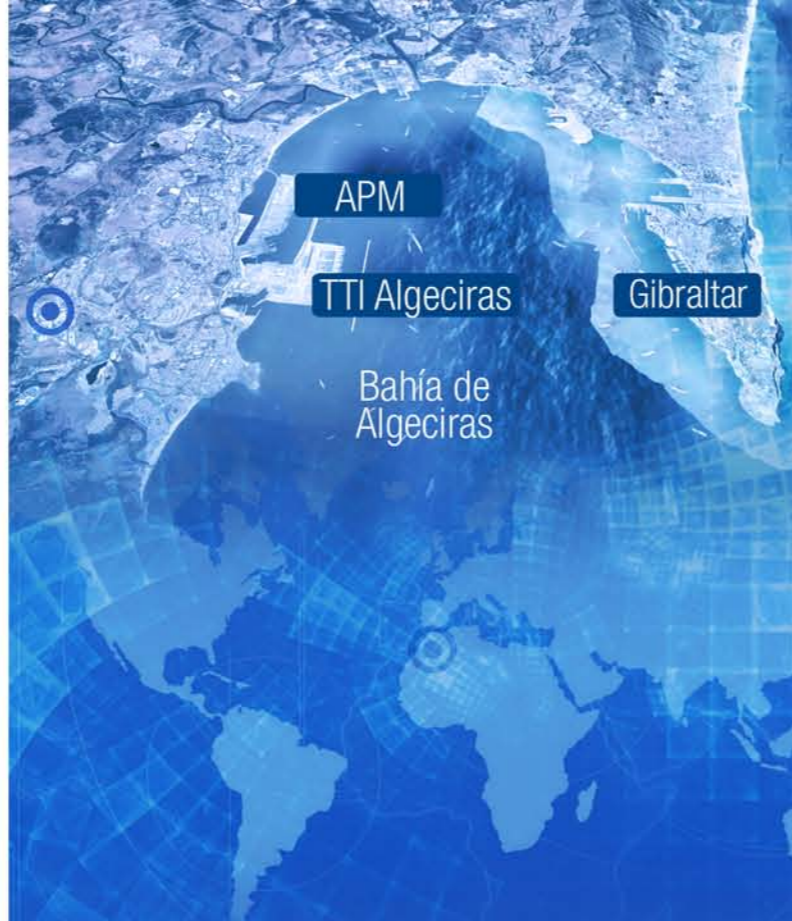 APM
TTI Algeciras
Gibraltar
Bahía de
Algeciras